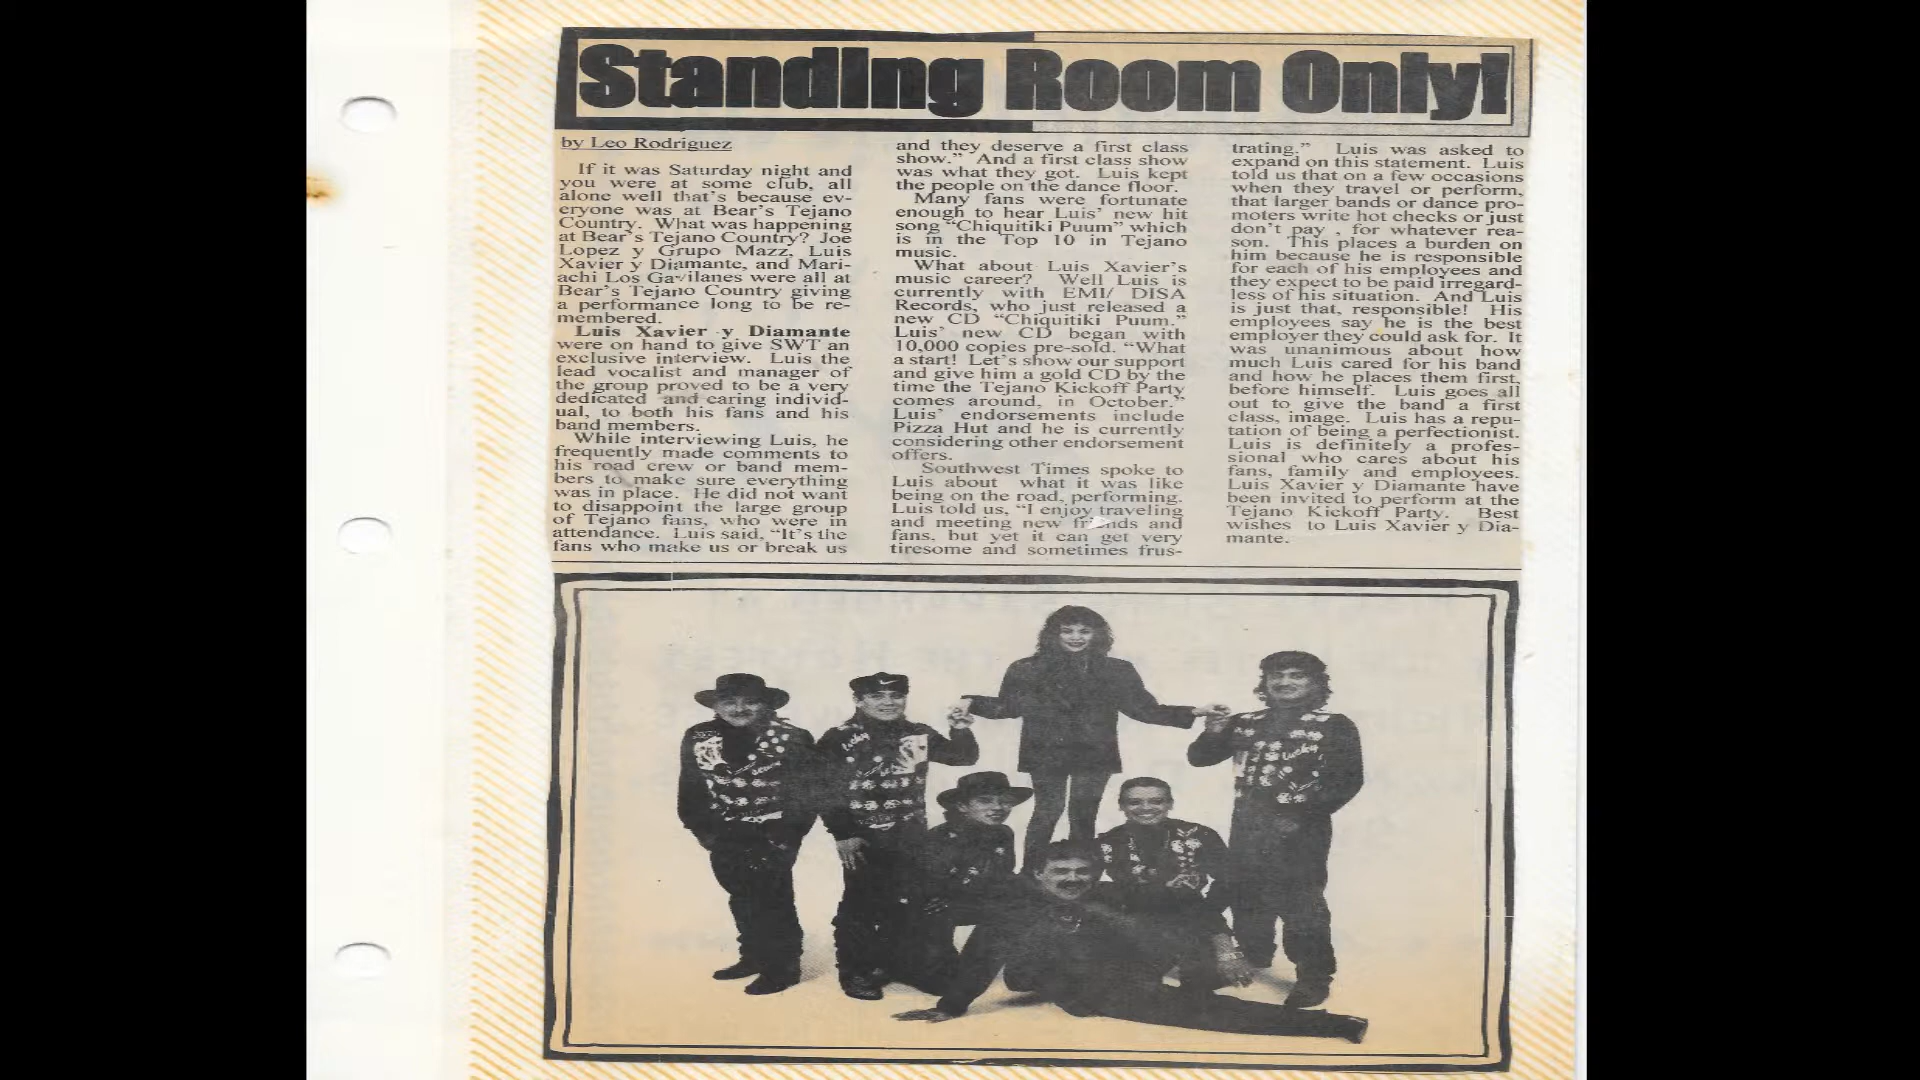 Standing Room Only!
by Leo Rodriguez
If it was Saturday night and
you were at some club, all
alone well that's because ev-
eryone was at Bear's Tejano
Country. What was happening
at Bear's Tejano Country? Joe
Lopez y Grupo Mazz, Luis
Xavier y Diamante, and Mari-
achi Los Gavilanes were all at
Bear's Tejano Country giving
a performance long to be re-
membered.
Luis Xavier y Diamante
were on hand to give SWT an
exclusive interview. Luis the
lead vocalist and manager of
the group proved to be a very
dedicated and caring individ-
ual, to both his fans and his
band members.
While interviewing Luis, he
frequently made comments to
his road crew or band mem-
bers to make sure everything
was in place. He did not want
to disappoint the large group
of Tejano fans, who were in
attendance. Luis said, "It's the
fans who make us or break us
and they deserve a first class
show." And a first class show
was what they got. Luis kept
the people on the dance floor.
Many fans were fortunate
enough to hear Luis' new hit
song "Chiquitiki Puum" which
is in the Top 10 in Tejano
music.
What about Luis Xavier's
music career? Well Luis is
currently with EMI/ DISA
Records, who just released a
new CD "Chiquitiki Puum."
Luis' new CD began with
10,000 copies pre-sold. "What
a start! Let's show our support
and give him a gold CD by the
time the Tejano Kickoff Party
comes around, in October."
Luis' endorsements include
Pizza Hut and he is currently
considering other endorsement
offers.
Southwest Times spoke to
Luis about what it was like
being on the road, performing.
Luis told us, "I enjoy traveling
and meeting new friends and
fans, but yet it can get very
tiresome and sometimes frus-
trating." Luis was asked to
expand on this statement. Luis
told us that on a few occasions
when they travel or perform,
that larger bands or dance pro-
moters write hot checks or just
don't pay , for whatever rea-
son. This places a burden on
him because he is responsible
for each of his employees and
they expect to be paid irregard-
less of his situation. And Luis
is just that, responsible! His
employees say he is the best
employer they could ask for. It
was unanimous about how
much Luis cared for his band
and how he places them first,
before himself. Luis goes all
out to give the band a first
class, image. Luis has a repu-
tation of being a perfectionist.
Luis is definitely a profes-
sional who cares about his
fans, family and employees.
Luis Xavier y Diamante have
been invited to perform at the
Tejano Kickoff Party. Best
wishes to Luis Xavier y Dia-
mante.
Lucky
Lucky